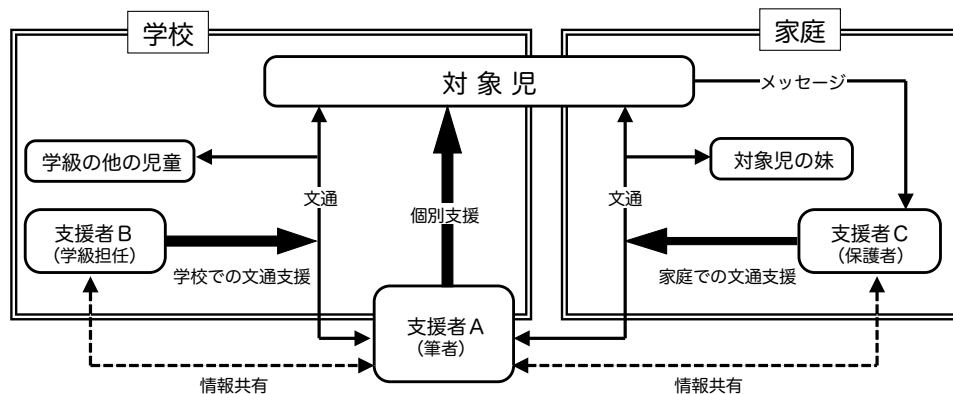 学校
家庭
対象児
メッセージ
学級の他の児童
対象児の妹
文通
個別支援
文通
支援者B
(学級担任)
支援者C
(保護者)
学校での文通支援
家庭での文通支援
支援者A
(筆者)
情報共有
情報共有